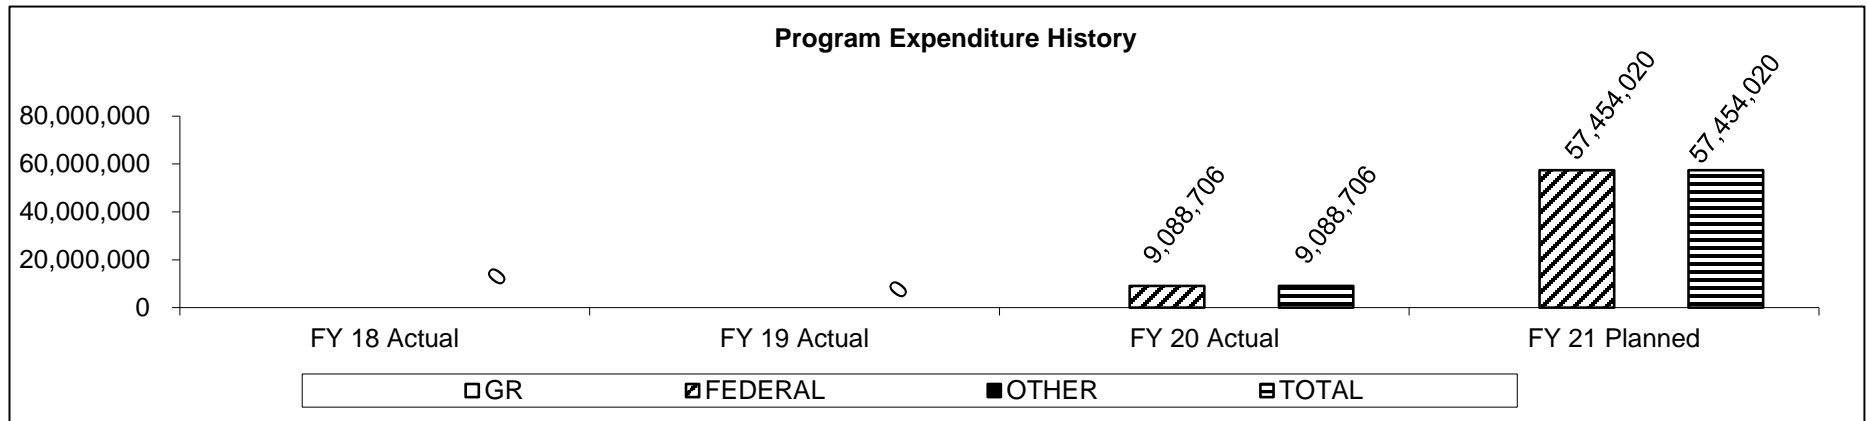 Program Expenditure History
80,000,000
60,000,000
40,000,000
20,000,000
0
0
0
9,088,706
9,088,706
57,454,020
57,454,020
FY 18 Actual
FY 19 Actual
FY 20 Actual
FY 21 Planned
GR
FEDERAL
OTHER
TOTAL